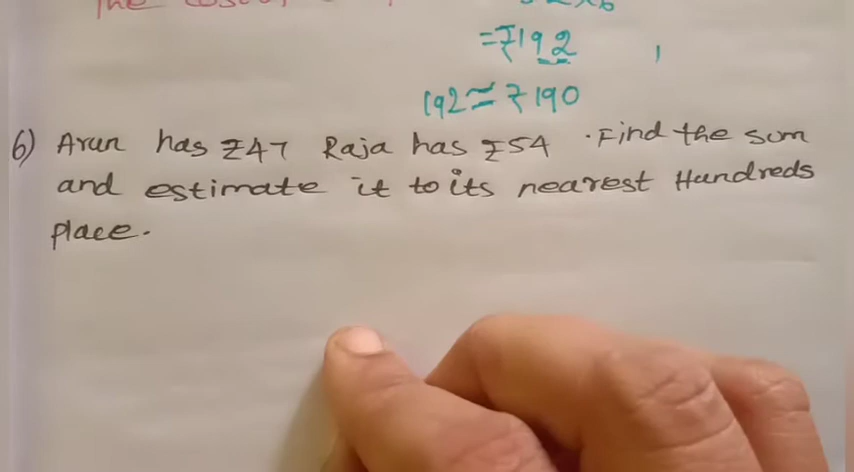 The
=₹192
192≈₹190
6) Arun has ₹47 Raja has ₹54. Find the sum
and estimate it to its nearest Hundreds
place.